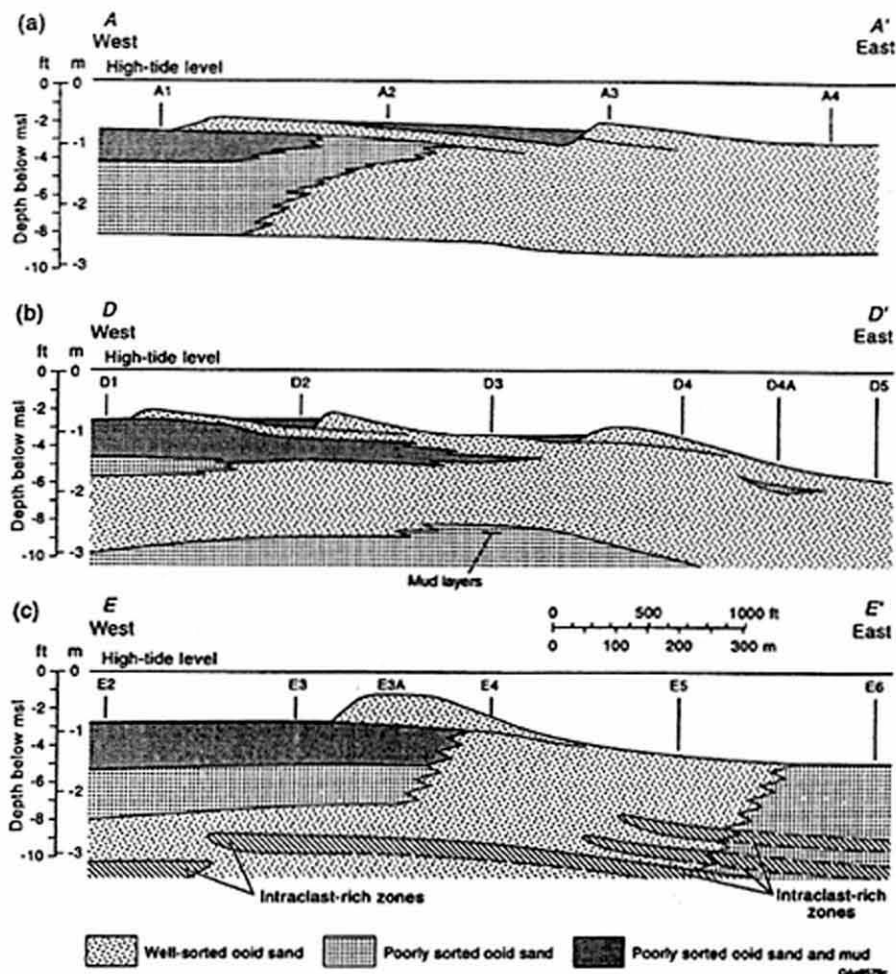 (a) A A'
West East
ft m High-tide level
A1 A2 A3 A4
0 0
-2
-1
-4
-6
-2
-8
-10 -3
Depth below msl
(b) D D'
West East
ft m High-tide level
D1 D2 D3 D4 D4A D5
0 0
-2
-1
-4
-6
-2
-8
-10 -3
Depth below msl
Mud layers
(c) E E'
West East
0 500 1000 ft
0 100 200 300 m
ft m High-tide level
E2 E3 E3A E4 E5 E6
0 0
-2
-1
-4
-6
-2
-8
-10 -3
Depth below msl
Intraclast-rich zones
Intraclast-rich
zones
Well-sorted ooid sand Poorly sorted ooid sand Poorly sorted ooid sand and mud